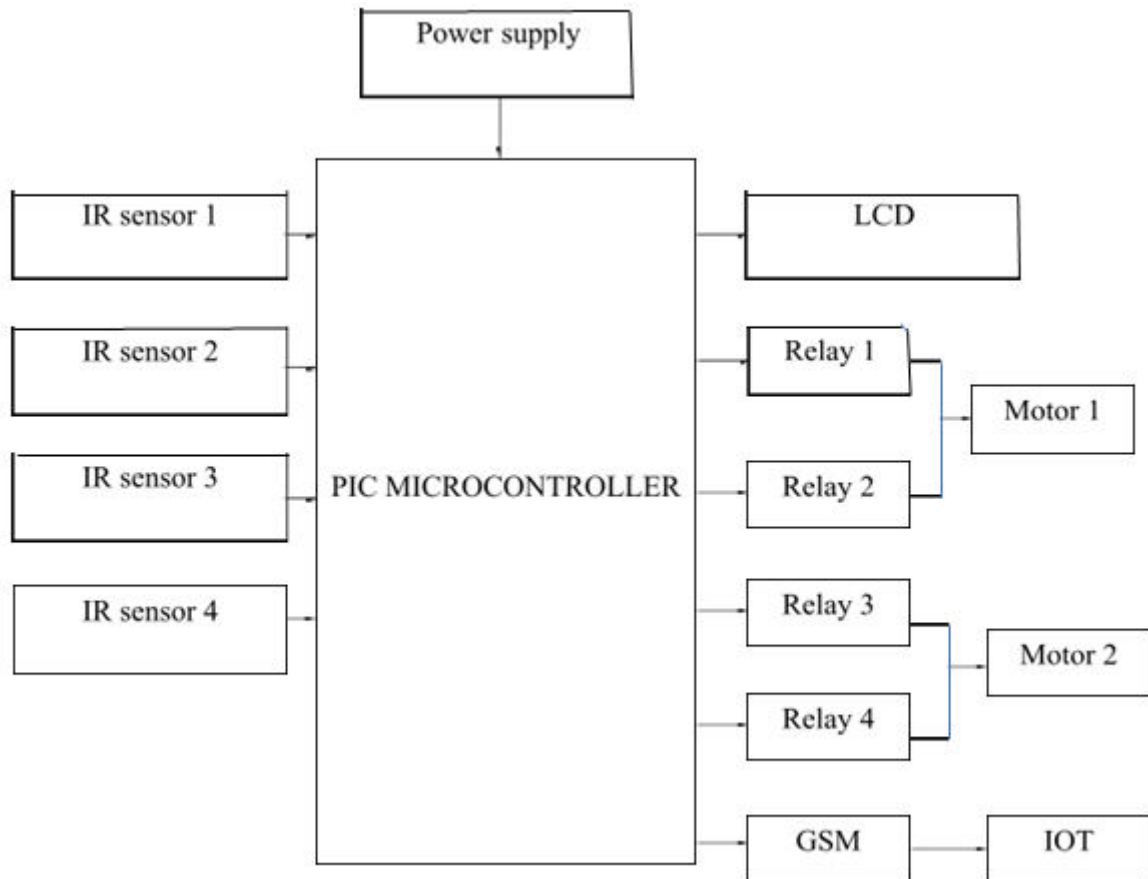 Power supply
IR sensor 1
LCD
IR sensor 2
Relay 1
Motor 1
IR sensor 3
PIC MICROCONTROLLER
Relay 2
IR sensor 4
Relay 3
Motor 2
Relay 4
GSM
IOT